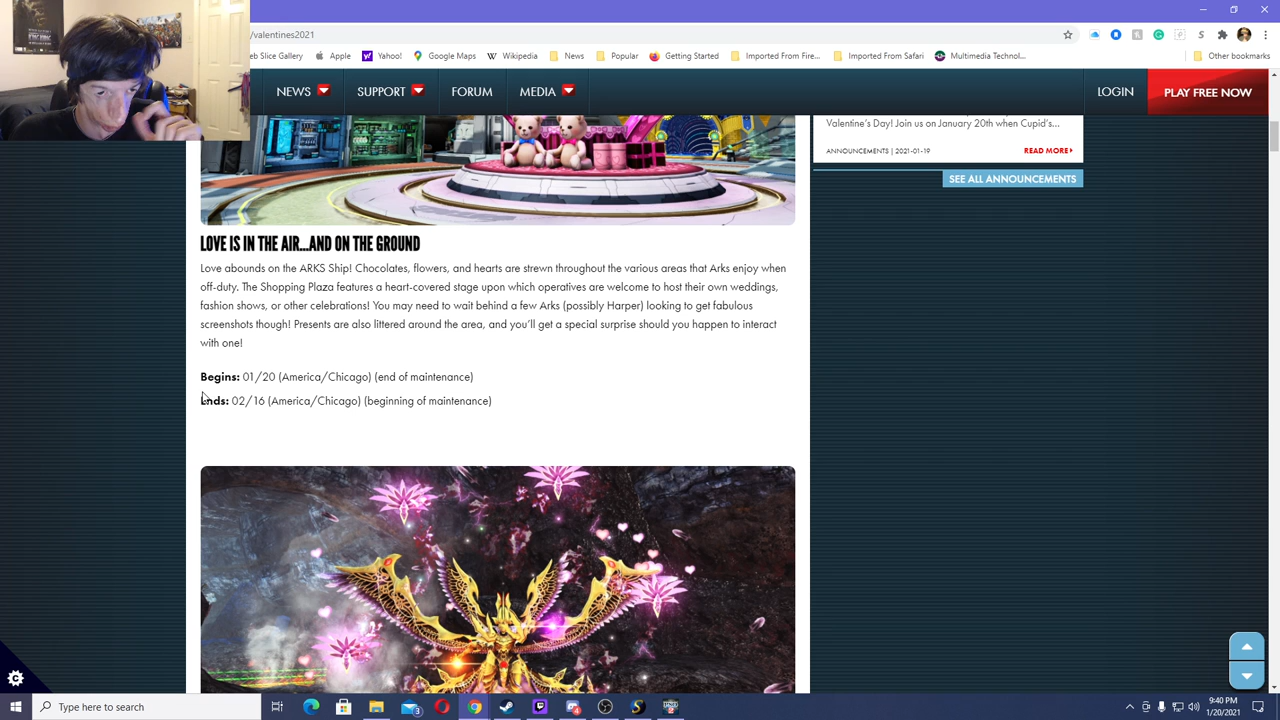 /valentines2021
eb Slice Gallery Apple Yahoo! Google Maps Wikipedia News Popular Getting Started Imported From Fire... Imported From Safari Multimedia Technol... Other bookmarks
NEWS SUPPORT FORUM MEDIA LOGIN PLAY FREE NOW
Valentine's Day! Join us on January 20th when Cupid's...
ANNOUNCEMENTS | 2021-01-19 READ MORE
SEE ALL ANNOUNCEMENTS
LOVE IS IN THE AIR...AND ON THE GROUND
Love abounds on the ARKS Ship! Chocolates, flowers, and hearts are strewn throughout the various areas that Arks enjoy when
off-duty. The Shopping Plaza features a heart-covered stage upon which operatives are welcome to host their own weddings,
fashion shows, or other celebrations! You may need to wait behind a few Arks (possibly Harper) looking to get fabulous
screenshots though! Presents are also littered around the area, and you'll get a special surprise should you happen to interact
with one!
Begins: 01/20 (America/Chicago) (end of maintenance)
Ends: 02/16 (America/Chicago) (beginning of maintenance)
Type here to search
3
4
9:40 PM
1/20/2021